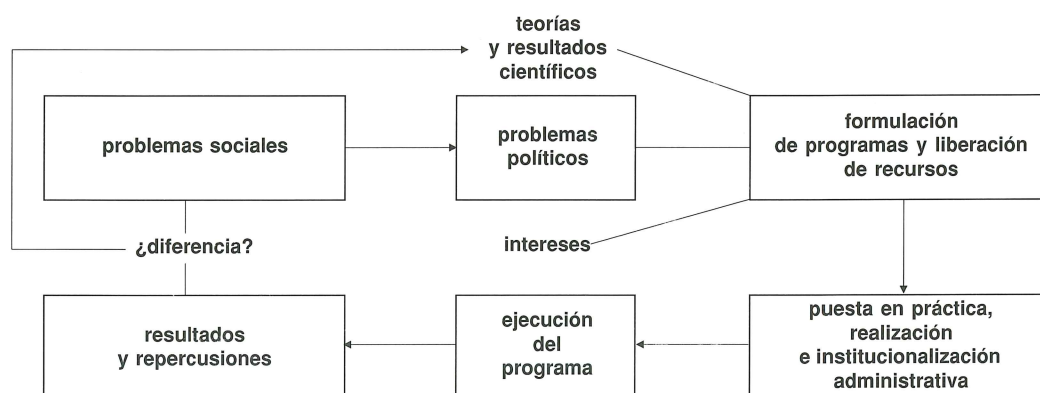 teorías
y resultados
científicos
problemas sociales
problemas
políticos
formulación
de programas y liberación
de recursos
¿diferencia?
intereses
resultados
y repercusiones
ejecución
del
programa
puesta en práctica,
realización
e institucionalización
administrativa